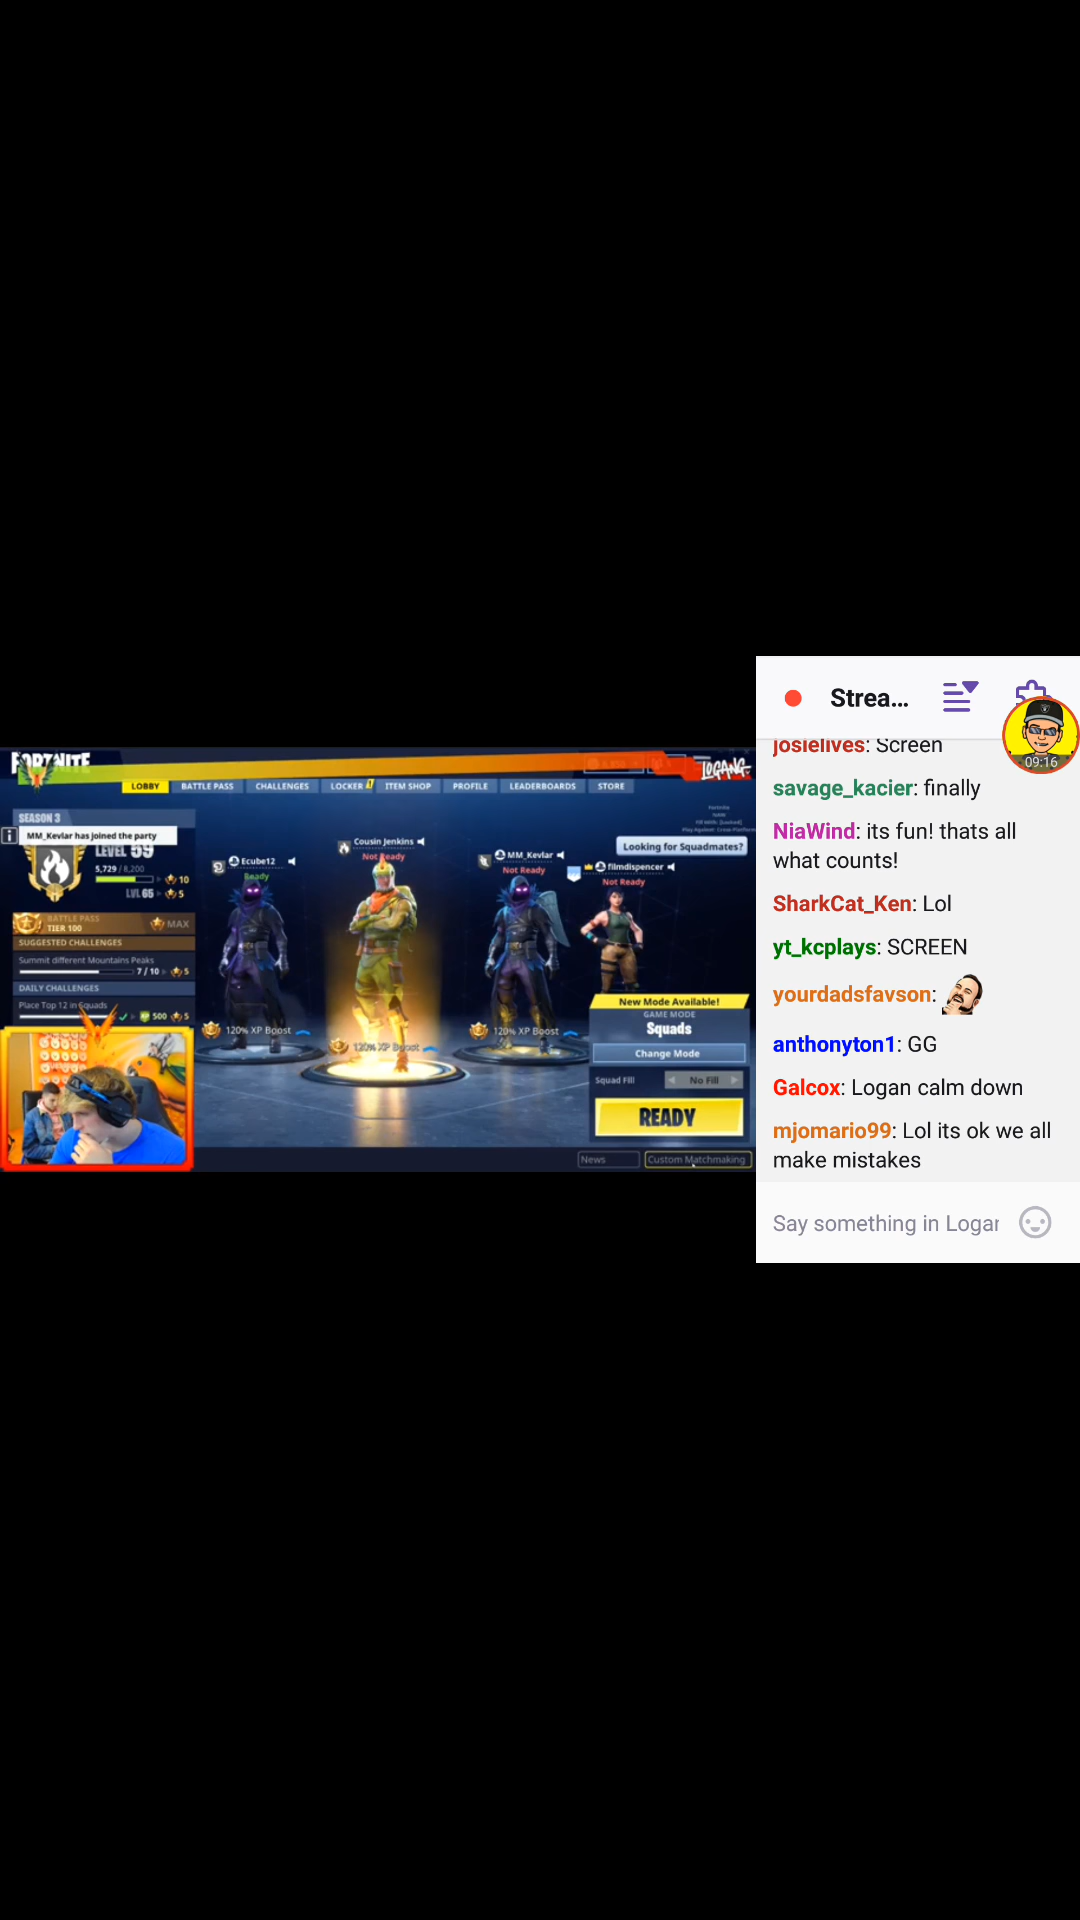 FORTNITE
LOGANG
LOBBY
BATTLE PASS
CHALLENGES
LOCKER
ITEM SHOP
PROFILE
LEADERBOARDS
STORE
SEASON 3
MM_Kevlar has joined the party
LEVEL 59
5,729 / 8,200
10
LVL 65
5
BATTLE PASS
TIER 100
MAX
SUGGESTED CHALLENGES
Summit different Mountains Peaks
7 / 10
5
DAILY CHALLENGES
Place Top 12 in Squads
500
5
Ecube12
Ready
Cousin Jenkins
Not Ready
MM_Kevlar
Not Ready
Looking for Squadmates?
filmdispencer
Not Ready
120% XP Boost
120% XP Boost
120% XP Boost
New Mode Available!
GAME MODE
Squads
Change Mode
Squad Fill
No Fill
READY
News
Custom Matchmaking
Strea...
09:16
josielives: Screen
savage_kacier: finally
NiaWind: its fun! thats all
what counts!
SharkCat_Ken: Lol
yt_kcplays: SCREEN
yourdadsfavson:
anthonyton1: GG
Galcox: Logan calm down
mjomario99: Lol its ok we all
make mistakes
Say something in Logan